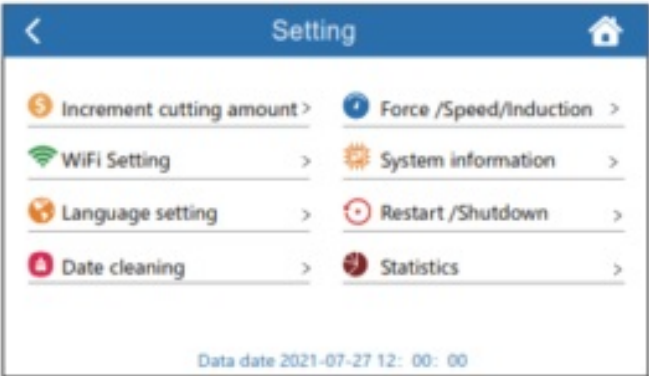 Setting
Increment cutting amount >
Force /Speed/Induction >
WiFi Setting >
System information >
Language setting >
Restart /Shutdown >
Date cleaning >
Statistics >
Data date 2021-07-27 12: 00: 00